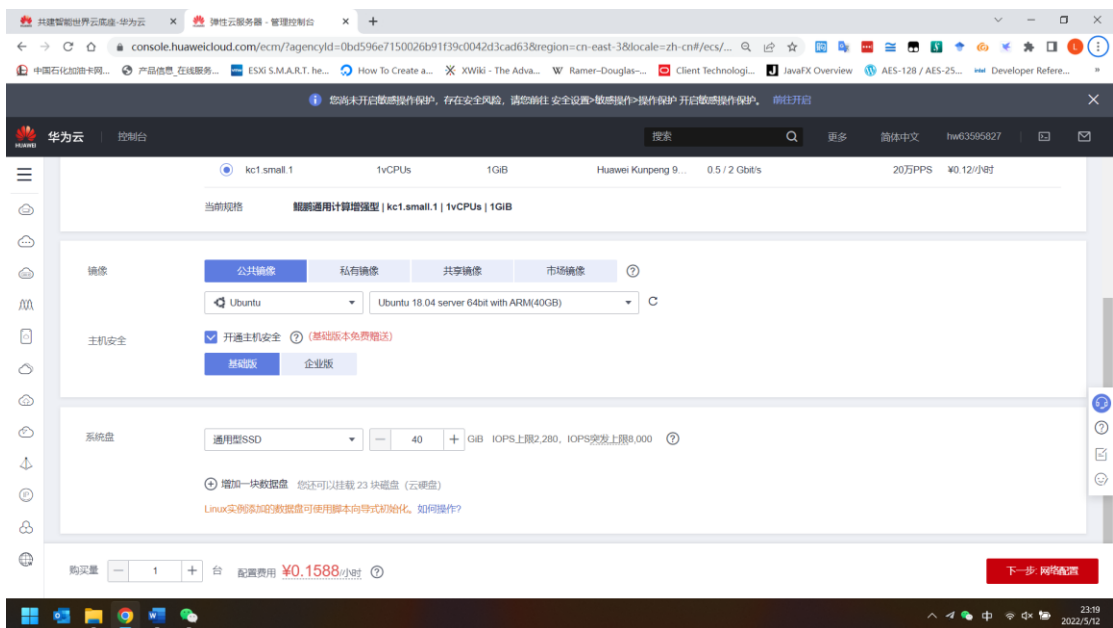 共建智能世界云底座-华为云
弹性云服务器 - 管理控制台
console.huaweicloud.com/ecm/?agencyId=0bd596e7150026b91f39c0042d3cad63&region=cn-east-3&locale=zh-cn#/ecs/...
中国石化加油卡网...
产品信息_在线服务...
ESXi S.M.A.R.T. he...
How To Create a...
XWiki - The Adva...
Ramer–Douglas–...
Client Technologi...
JavaFX Overview
AES-128 / AES-25...
Developer Refere...
您尚未开启敏感操作保护,存在安全风险,请您前往 安全设置>敏感操作>操作保护 开启敏感操作保护。 前往开启
HUAWEI
华为云
控制台
搜索
更多
简体中文
hw63595827
kc1.small.1 1vCPUs 1GiB Huawei Kunpeng 9... 0.5 / 2 Gbit/s 20万PPS ¥0.12/小时
当前规格 鲲鹏通用计算增强型 | kc1.small.1 | 1vCPUs | 1GiB
镜像 公共镜像 私有镜像 共享镜像 市场镜像
Ubuntu Ubuntu 18.04 server 64bit with ARM(40GB)
主机安全 开通主机安全 (基础版本免费赠送)
基础版 企业版
系统盘 通用型SSD 40 GiB IOPS上限2,280, IOPS突发上限8,000
增加一块数据盘 您还可以挂载 23 块磁盘(云硬盘)
Linux实例添加的数据盘可使用脚本向导式初始化。如何操作?
购买量 1 台 配置费用 ¥0.1588/小时 下一步: 网络配置
中
23:19
2022/5/12